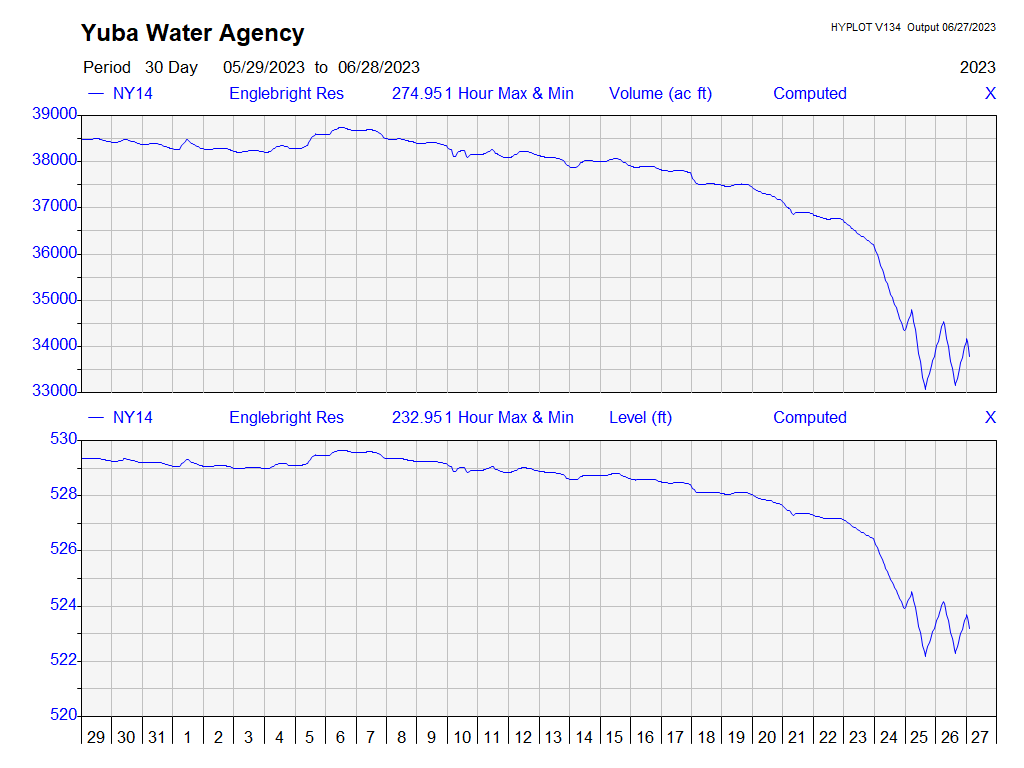 Yuba Water Agency
HYPLOT V134 Output 06/27/2023
Period 30 Day 05/29/2023 to 06/28/2023 2023
NY14 Englebright Res 274.951 Hour Max & Min Volume (ac ft) Computed X
39000
38000
37000
36000
35000
34000
33000
NY14 Englebright Res 232.951 Hour Max & Min Level (ft) Computed X
530
528
526
524
522
520
29 30 31 1 2 3 4 5 6 7 8 9 10 11 12 13 14 15 16 17 18 19 20 21 22 23 24 25 26 27